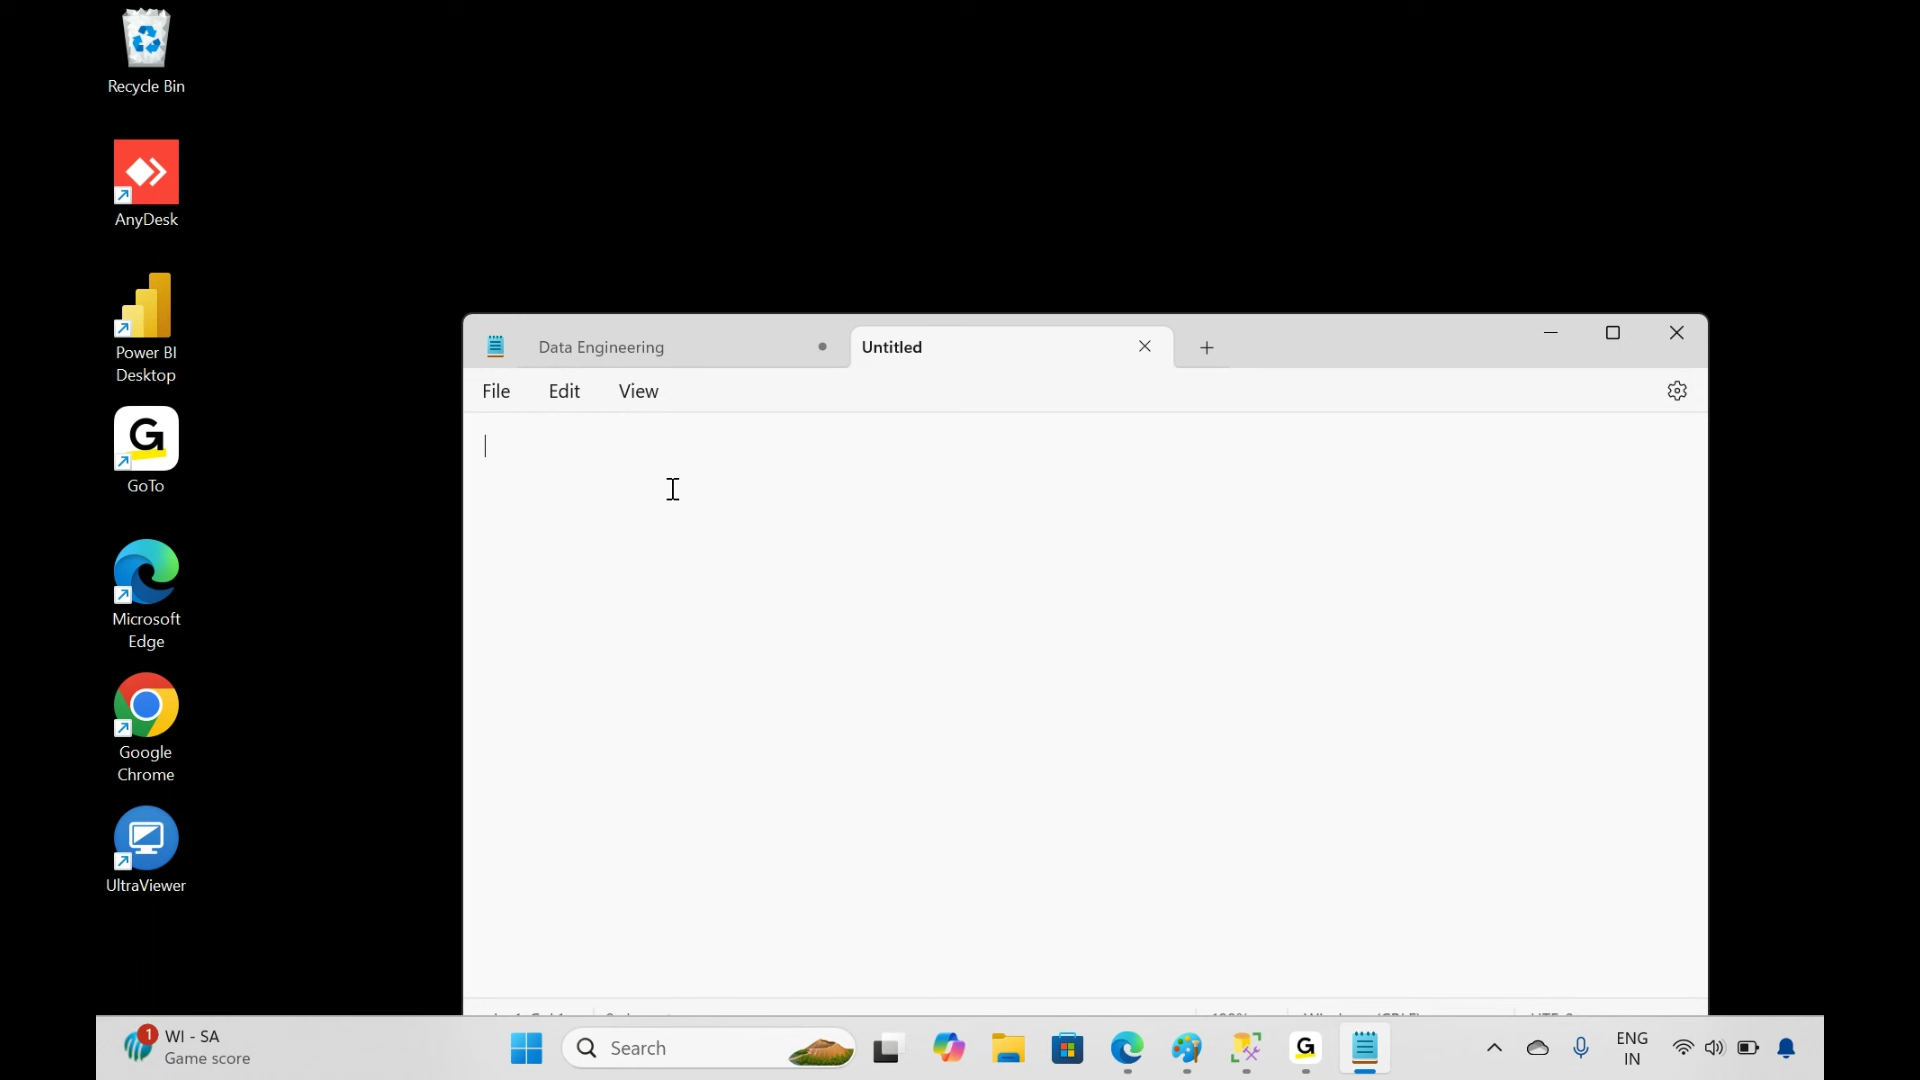 Recycle Bin
AnyDesk
Power BI
Desktop
GoTo
Microsoft
Edge
Google
Chrome
UltraViewer
Data Engineering
Untitled
File Edit View
1 WI - SA
Game score
Search
G
ENG
IN